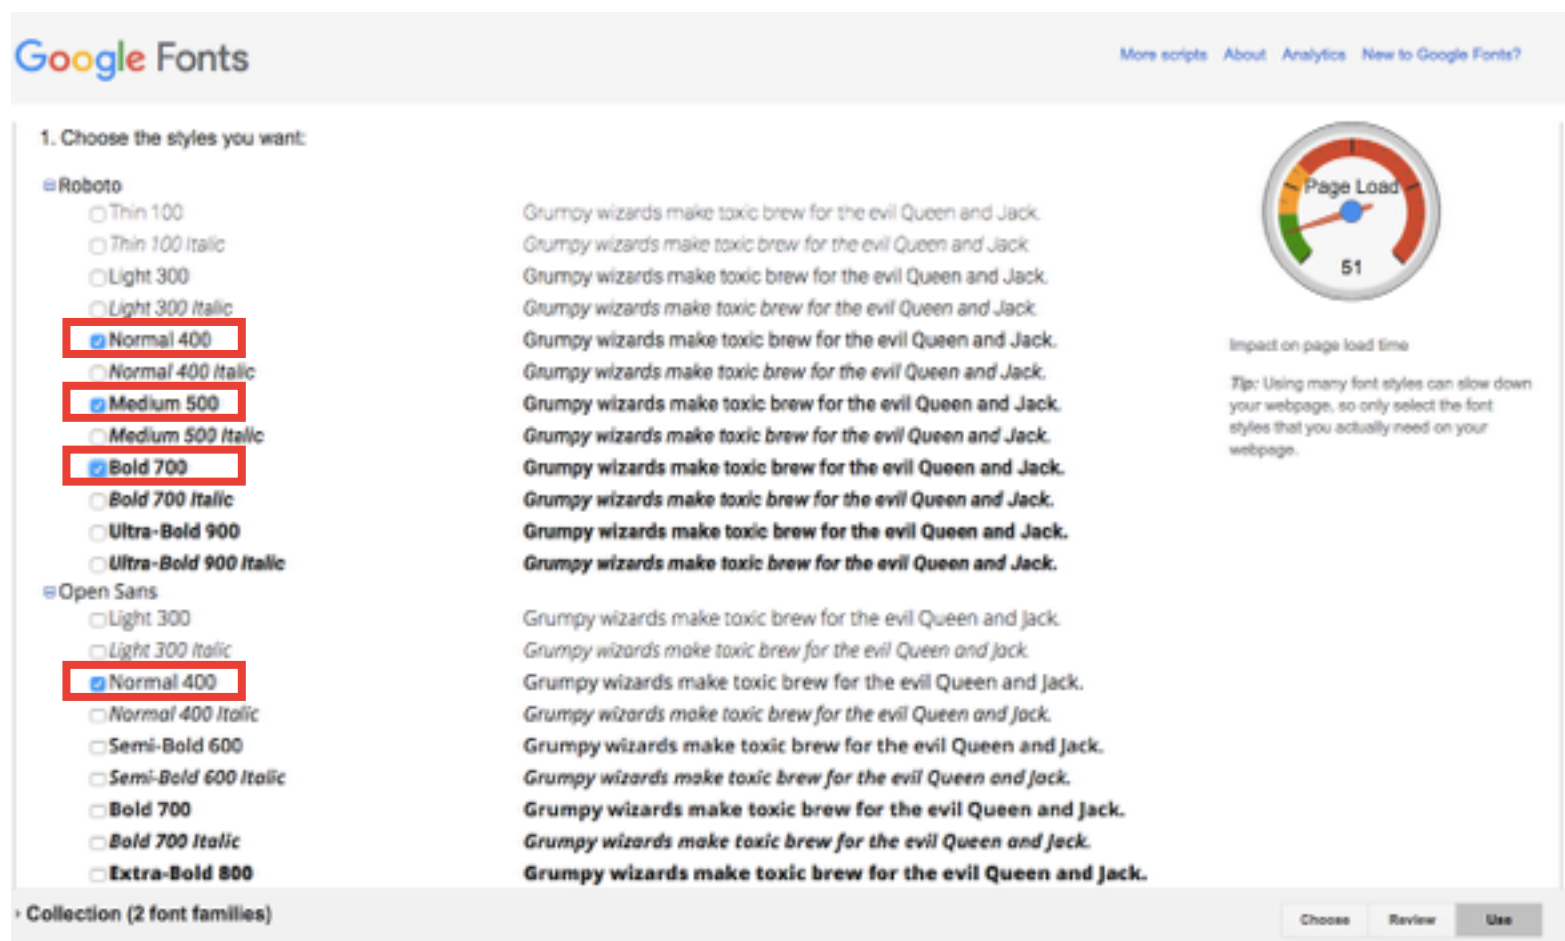 Google Fonts
More scripts About Analytics New to Google Fonts?
1. Choose the styles you want:
Roboto
Thin 100 Grumpy wizards make toxic brew for the evil Queen and Jack.
Thin 100 Italic Grumpy wizards make toxic brew for the evil Queen and Jack.
Light 300 Grumpy wizards make toxic brew for the evil Queen and Jack.
Light 300 Italic Grumpy wizards make toxic brew for the evil Queen and Jack.
Normal 400 Grumpy wizards make toxic brew for the evil Queen and Jack.
Normal 400 Italic Grumpy wizards make toxic brew for the evil Queen and Jack.
Medium 500 Grumpy wizards make toxic brew for the evil Queen and Jack.
Medium 500 Italic Grumpy wizards make toxic brew for the evil Queen and Jack.
Bold 700 Grumpy wizards make toxic brew for the evil Queen and Jack.
Bold 700 Italic Grumpy wizards make toxic brew for the evil Queen and Jack.
Ultra-Bold 900 Grumpy wizards make toxic brew for the evil Queen and Jack.
Ultra-Bold 900 Italic Grumpy wizards make toxic brew for the evil Queen and Jack.
Open Sans
Light 300 Grumpy wizards make toxic brew for the evil Queen and Jack.
Light 300 Italic Grumpy wizards make toxic brew for the evil Queen and Jack.
Normal 400 Grumpy wizards make toxic brew for the evil Queen and Jack.
Normal 400 Italic Grumpy wizards make toxic brew for the evil Queen and Jack.
Semi-Bold 600 Grumpy wizards make toxic brew for the evil Queen and Jack.
Semi-Bold 600 Italic Grumpy wizards make toxic brew for the evil Queen and Jack.
Bold 700 Grumpy wizards make toxic brew for the evil Queen and Jack.
Bold 700 Italic Grumpy wizards make toxic brew for the evil Queen and Jack.
Extra-Bold 800 Grumpy wizards make toxic brew for the evil Queen and Jack.
Page Load
51
Impact on page load time
Tip: Using many font styles can slow down
your webpage, so only select the font
styles that you actually need on your
webpage.
Collection (2 font families)
Choose Review Use